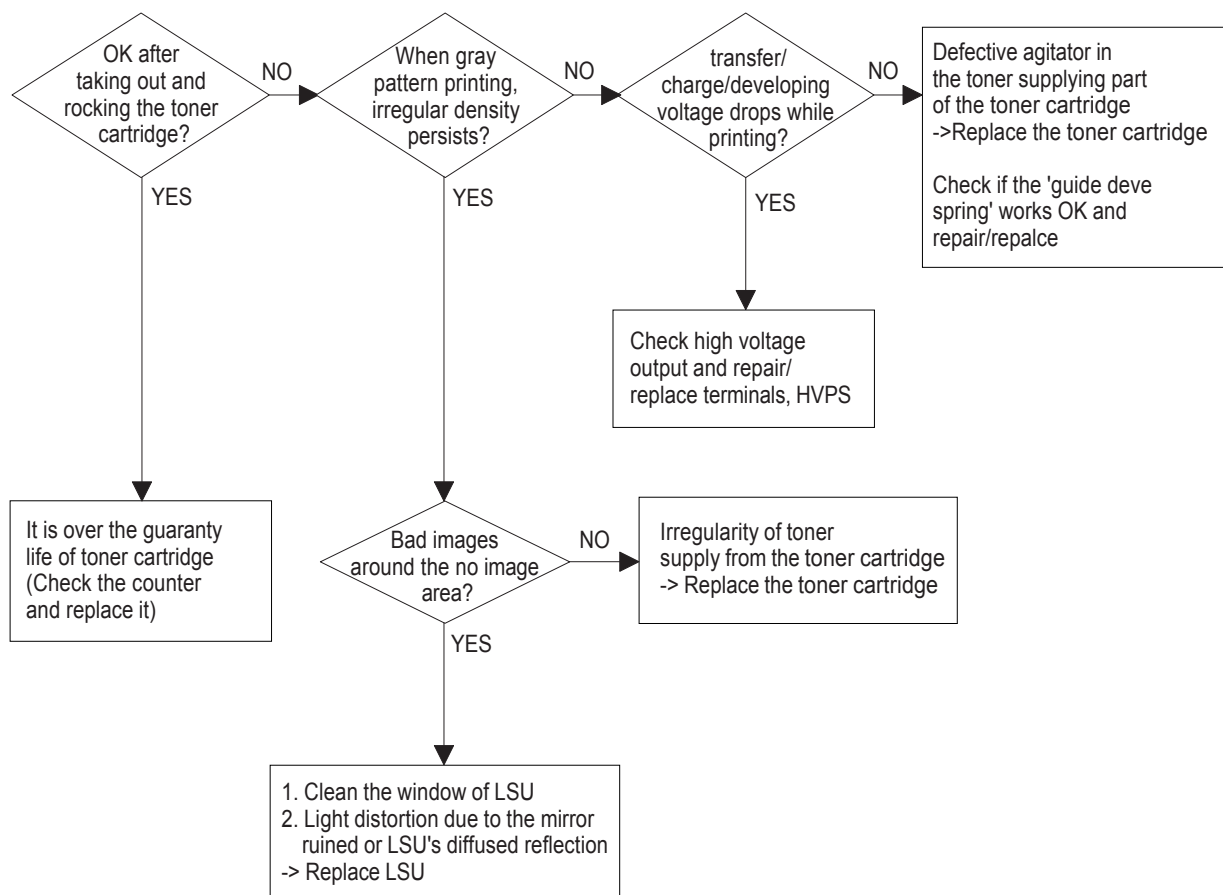 OK after
taking out and
rocking the toner
cartridge?
NO
When gray
pattern printing,
irregular density
persists?
NO
transfer/
charge/developing
voltage drops while
printing?
NO
Defective agitator in
the toner supplying part
of the toner cartridge
->Replace the toner cartridge
Check if the 'guide deve
spring' works OK and
repair/repalce
YES
YES
YES
Check high voltage
output and repair/
replace terminals, HVPS
It is over the guaranty
life of toner cartridge
(Check the counter
and replace it)
Bad images
around the no image
area?
NO
Irregularity of toner
supply from the toner cartridge
-> Replace the toner cartridge
YES
1. Clean the window of LSU
2. Light distortion due to the mirror
ruined or LSU's diffused reflection
-> Replace LSU